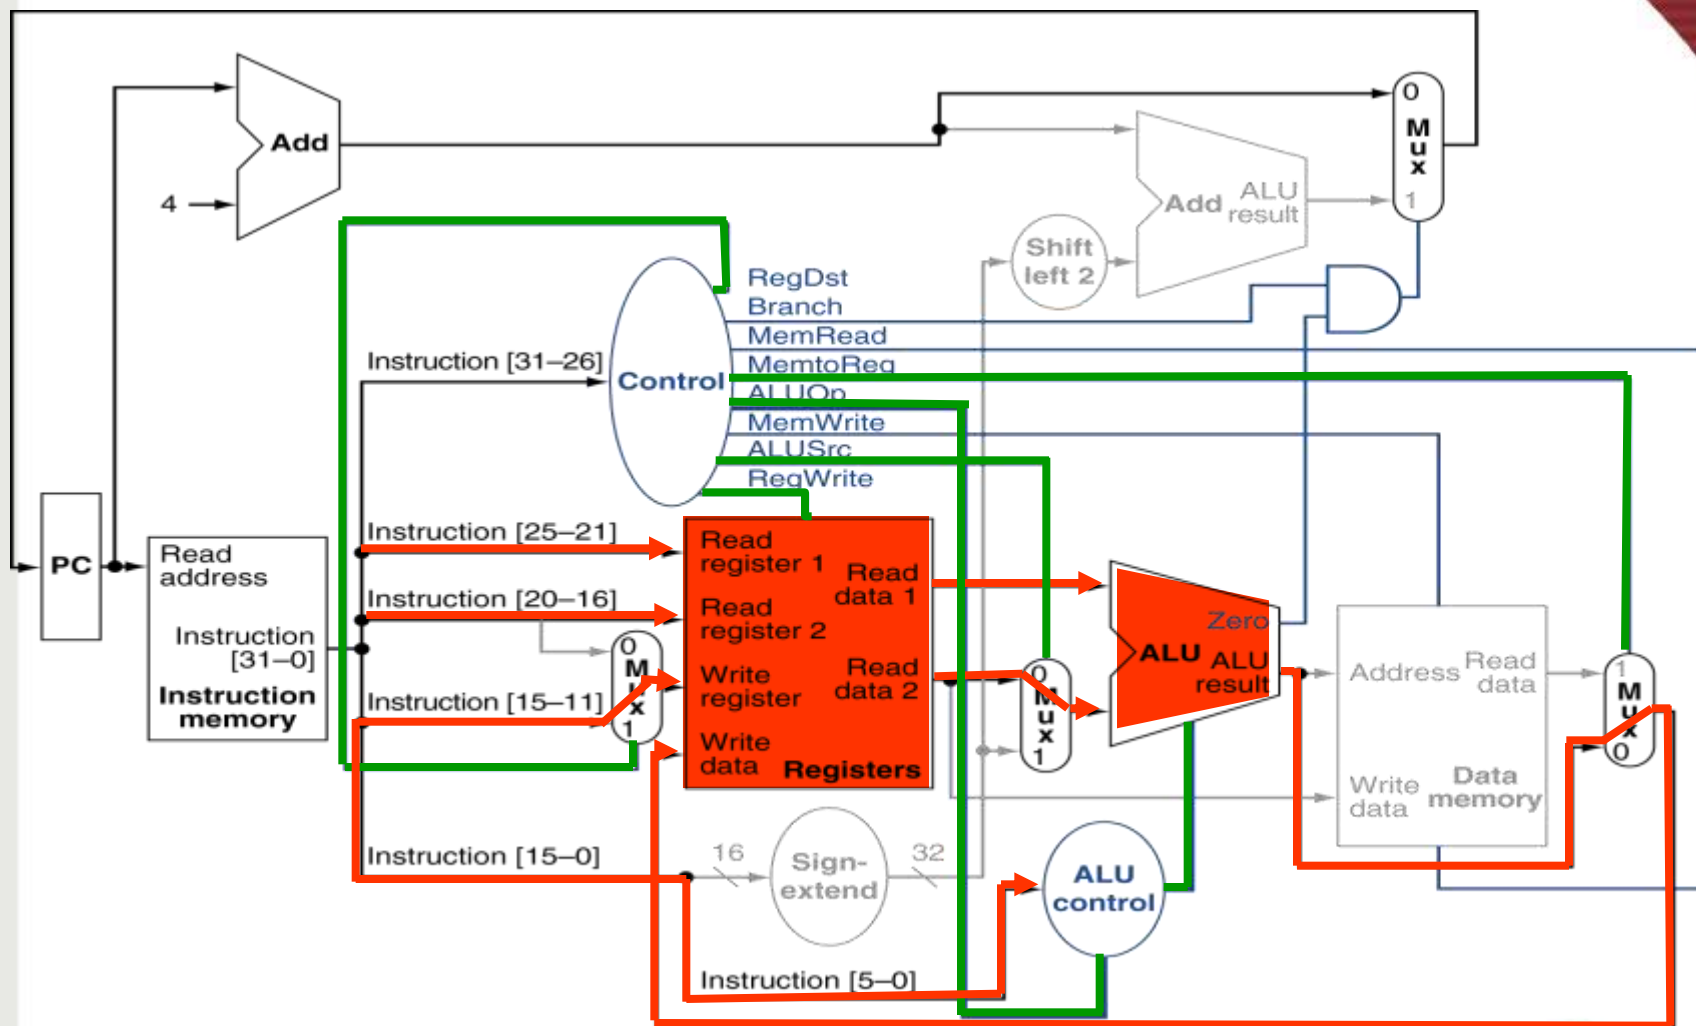 Add
4
0
M
u
x
1
Add
ALU
result
Shift
left 2
RegDst
Branch
MemRead
MemtoReg
ALUOp
MemWrite
ALUSrc
RegWrite
Control
Instruction [31–26]
Instruction [25–21]
Instruction [20–16]
Instruction [15–11]
Instruction [15–0]
Instruction [5–0]
PC
Read
address
Instruction
[31–0]
Instruction
memory
0
M
u
x
1
Read
register 1
Read
register 2
Write
register
Write
data
Read
data 1
Read
data 2
Registers
0
M
u
x
1
Zero
ALU
ALU
result
Address
Read
data
Write
data
Data
memory
1
M
u
x
0
16
Sign-
extend
32
ALU
control